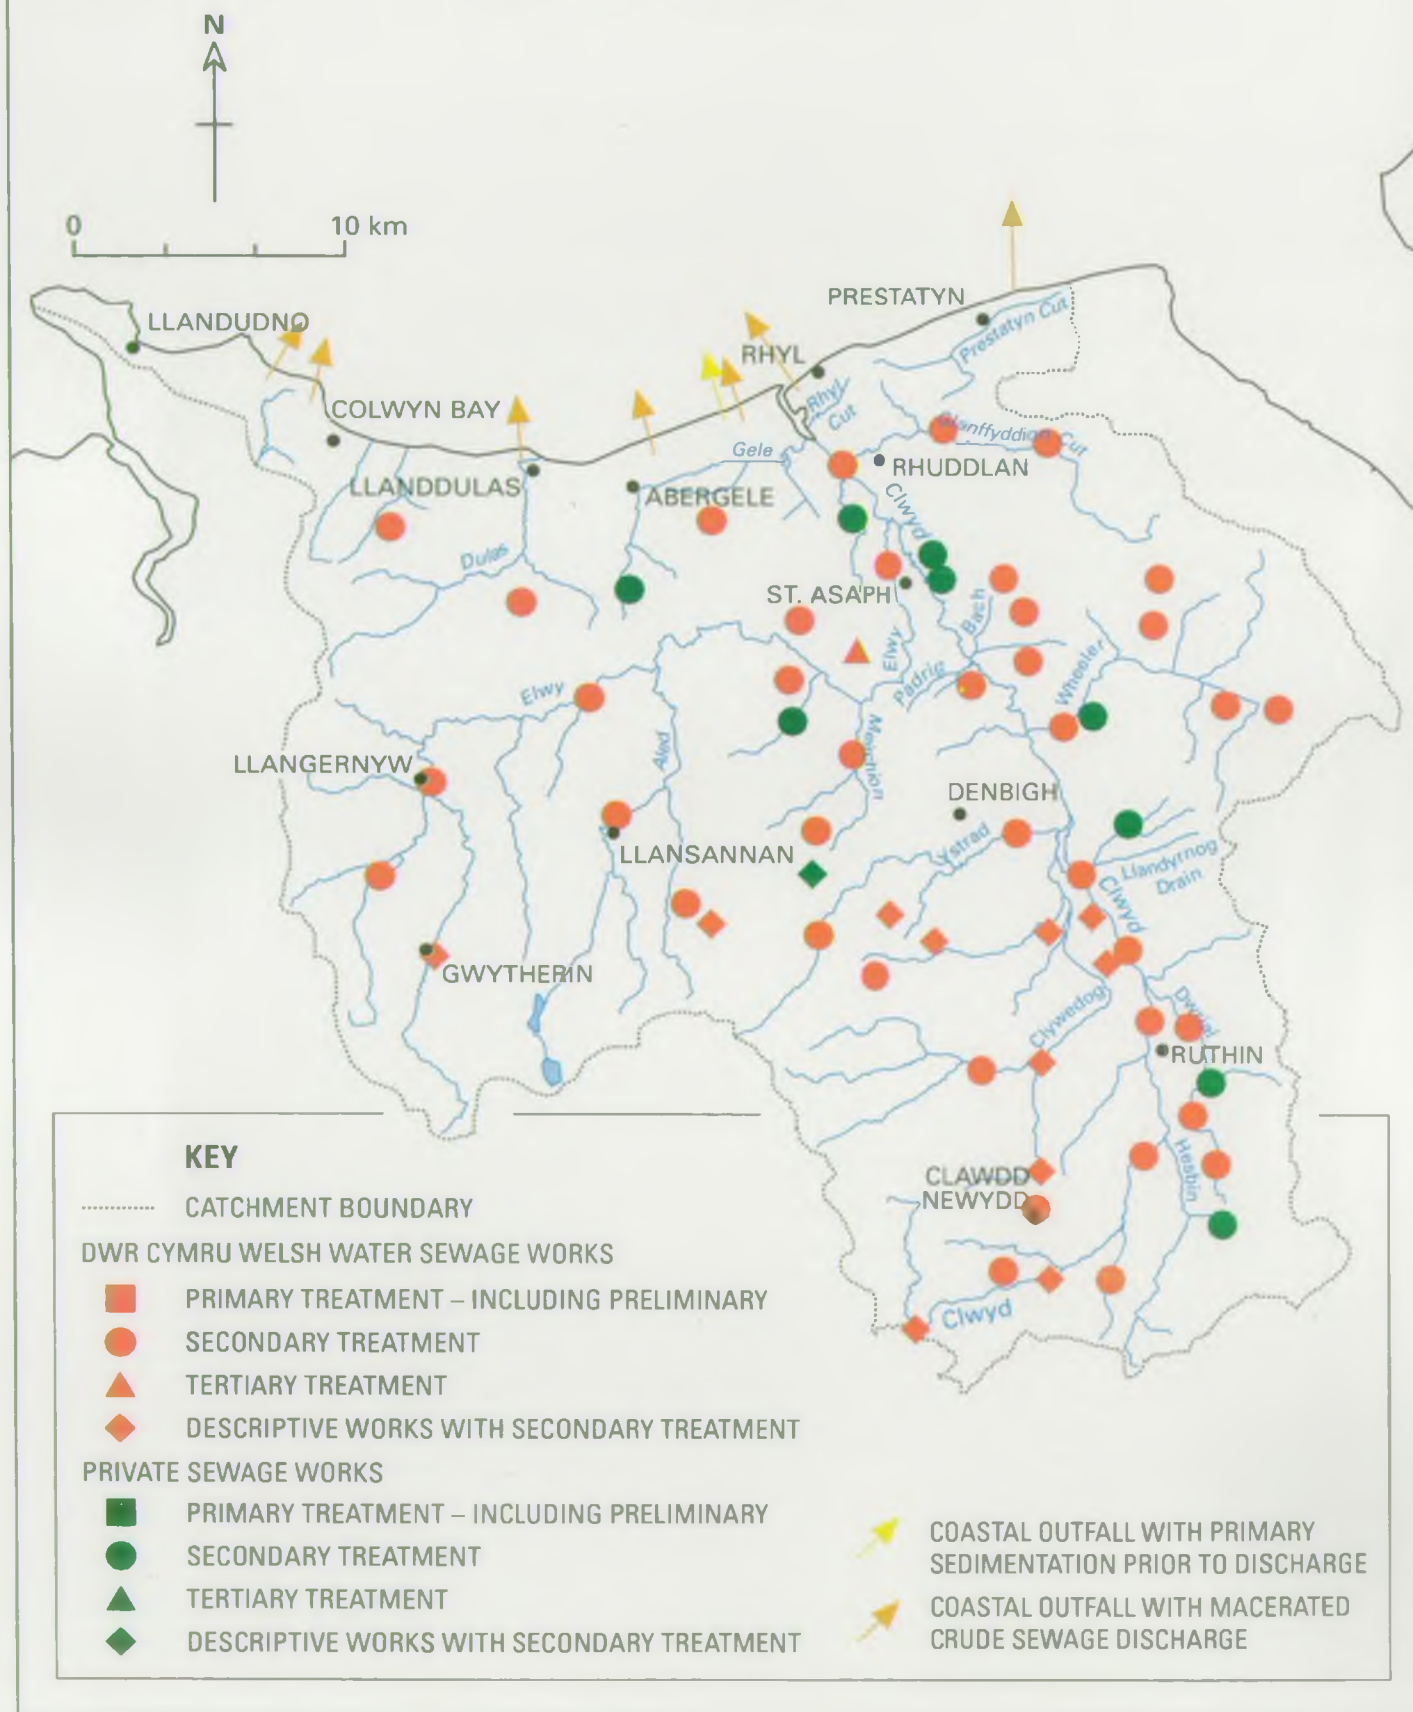 N
0
10 km
PRESTATYN
LLANDUDNO
Prestatyn Cut
RHYL
Rhyl
Cut
COLWYN BAY
Glanffyddion Cut
Gele
RHUDDLAN
LLANDDULAS
ABERGELE
Clwyd
Dulas
ST. ASAPH
Bach
Elwy
Wheeler
Padrig
Elwy
Meirchion
Aled
LLANGERNYW
DENBIGH
Ystrad
LLANSANNAN
Llandyrnog
Drain
Clwyd
GWYTHERIN
Clywedog
RUTHIN
Hesbin
CLAWDD
NEWYDD
Clwyd
KEY
CATCHMENT BOUNDARY
DWR CYMRU WELSH WATER SEWAGE WORKS
PRIMARY TREATMENT – INCLUDING PRELIMINARY
SECONDARY TREATMENT
TERTIARY TREATMENT
DESCRIPTIVE WORKS WITH SECONDARY TREATMENT
PRIVATE SEWAGE WORKS
PRIMARY TREATMENT – INCLUDING PRELIMINARY
SECONDARY TREATMENT
TERTIARY TREATMENT
DESCRIPTIVE WORKS WITH SECONDARY TREATMENT
COASTAL OUTFALL WITH PRIMARY
SEDIMENTATION PRIOR TO DISCHARGE
COASTAL OUTFALL WITH MACERATED
CRUDE SEWAGE DISCHARGE